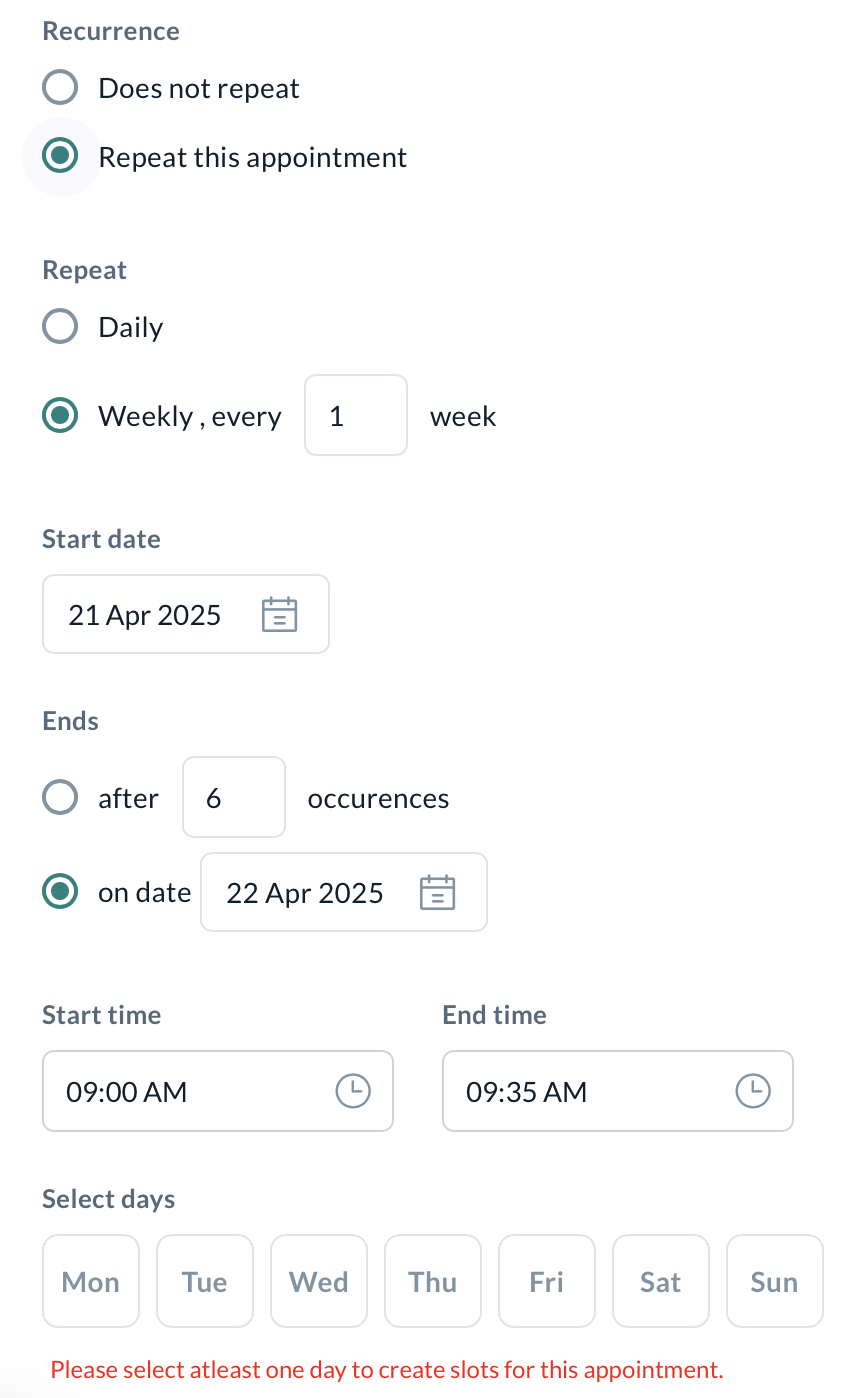 Recurrence
Does not repeat
Repeat this appointment
Repeat
Daily
Weekly , every 1 week
Start date
21 Apr 2025
Ends
after 6 occurences
on date 22 Apr 2025
Start time End time
09:00 AM 09:35 AM
Select days
Mon Tue Wed Thu Fri Sat Sun
Please select atleast one day to create slots for this appointment.